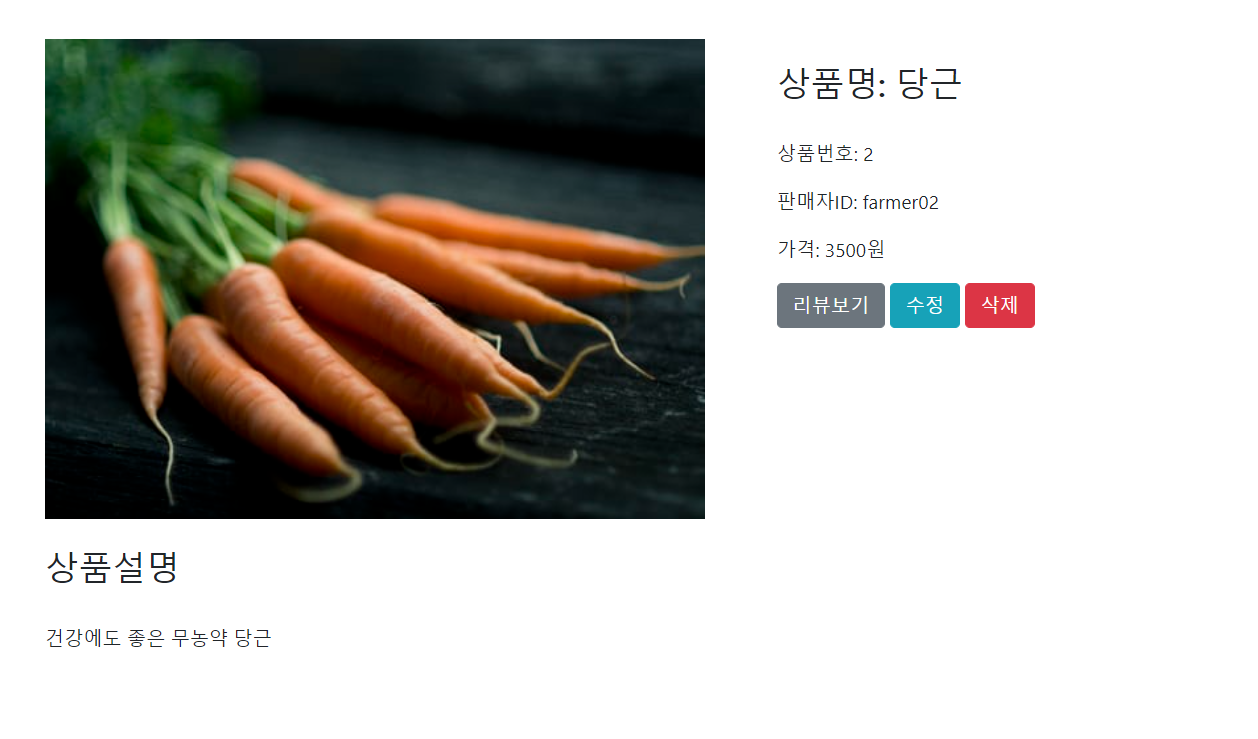 상품명: 당근
상품번호: 2
판매자ID: farmer02
가격: 3500원
리뷰보기 수정 삭제
상품설명
건강에도 좋은 무농약 당근